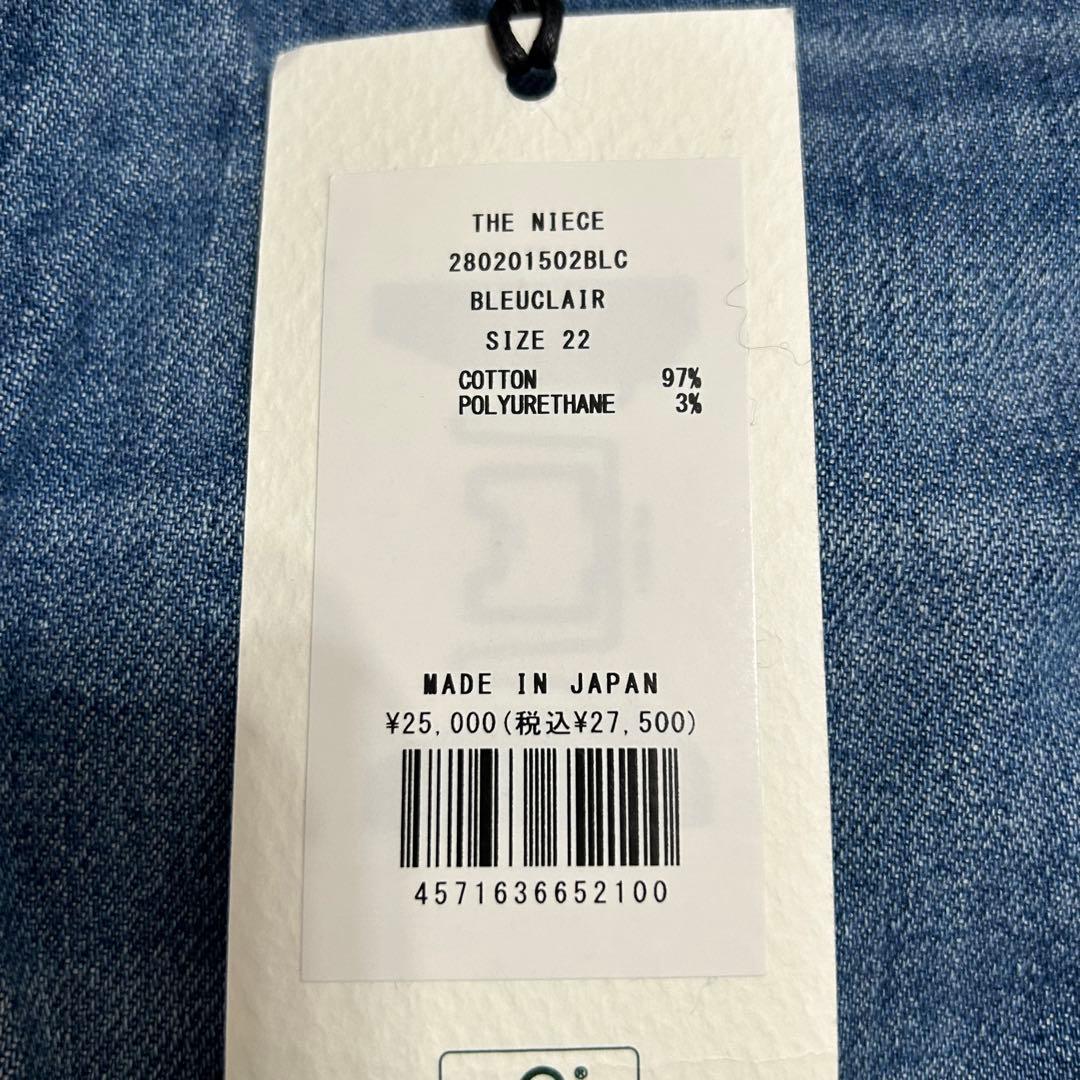 THE NIECE
280201502BLC
BLEUCLAIR
SIZE 22
COTTON 97%
POLYURETHANE 3%
MADE IN JAPAN
¥25,000(税込¥27,500)
4571636652100